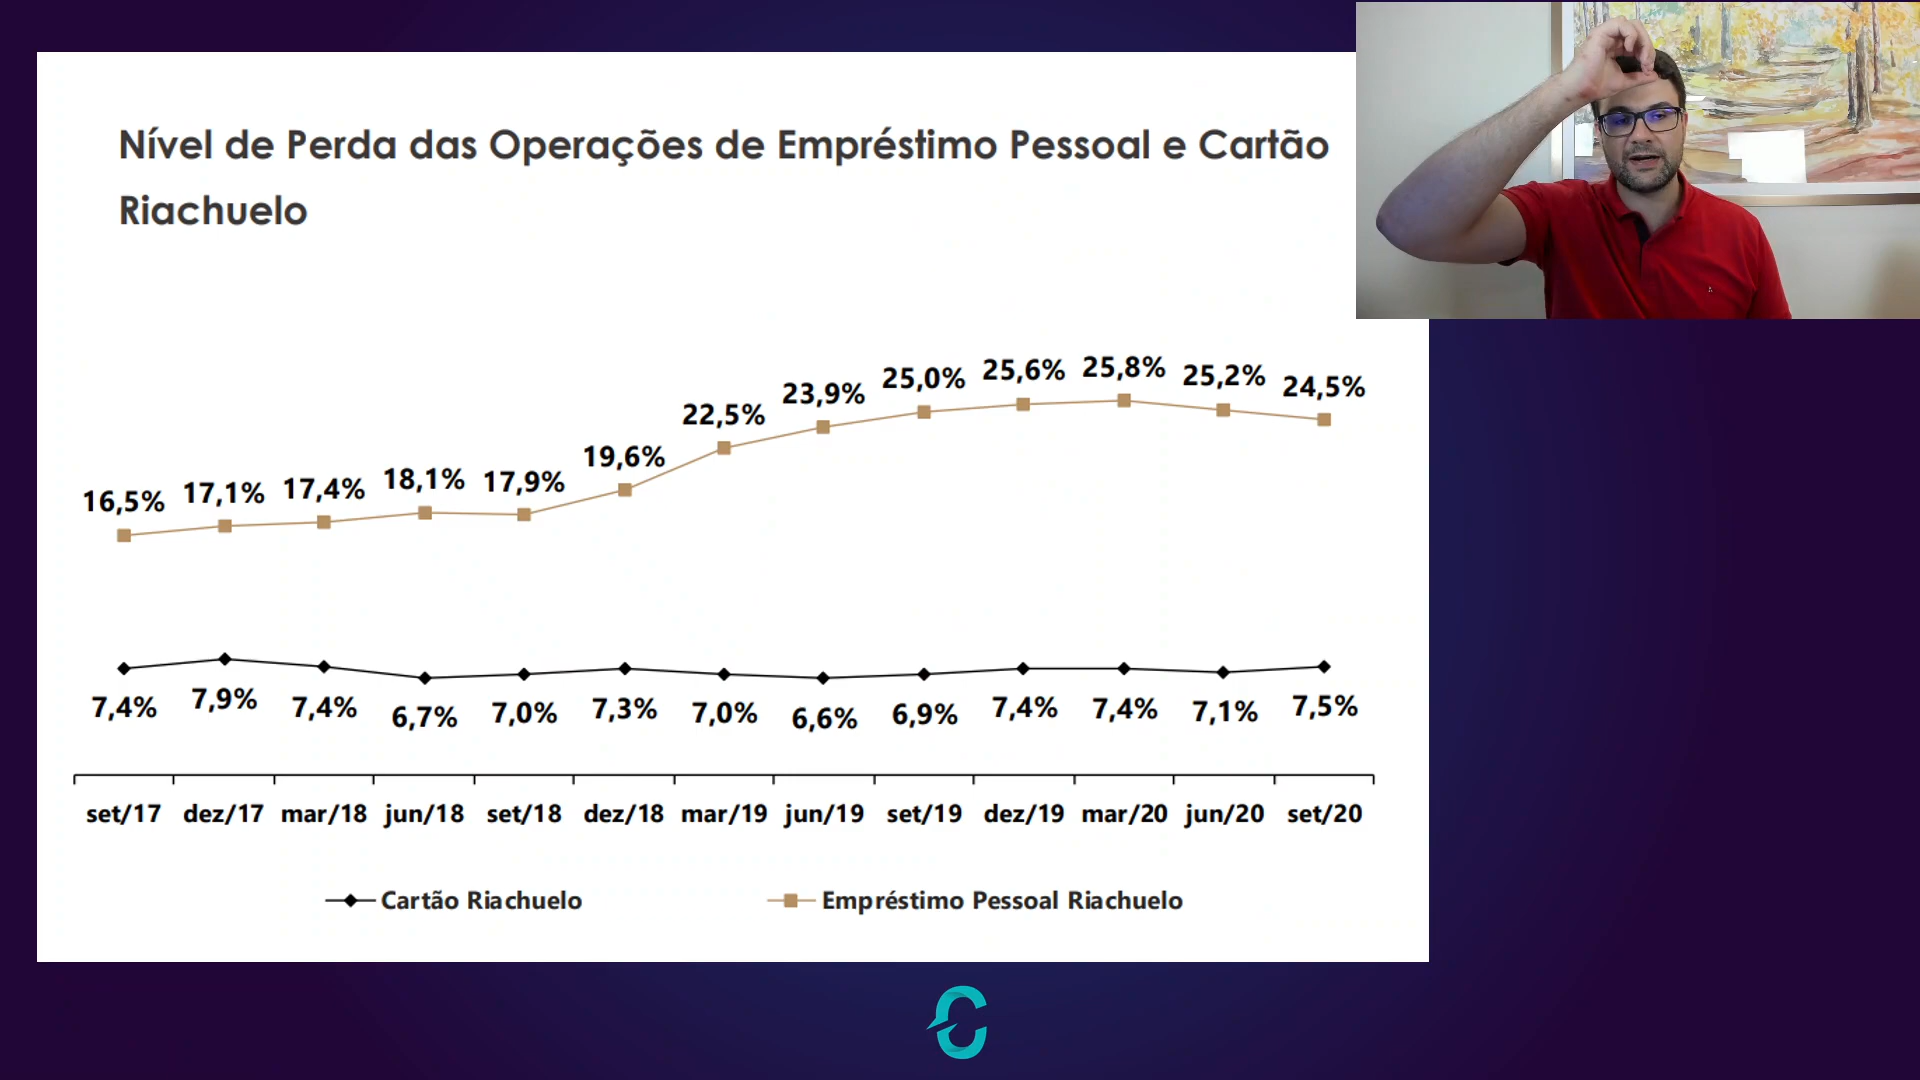 Nível de Perda das Operações de Empréstimo Pessoal e Cartão
Riachuelo
16,5% 17,1% 17,4% 18,1% 17,9% 19,6% 22,5% 23,9% 25,0% 25,6% 25,8% 25,2% 24,5%
7,4% 7,9% 7,4% 6,7% 7,0% 7,3% 7,0% 6,6% 6,9% 7,4% 7,4% 7,1% 7,5%
set/17 dez/17 mar/18 jun/18 set/18 dez/18 mar/19 jun/19 set/19 dez/19 mar/20 jun/20 set/20
Cartão Riachuelo Empréstimo Pessoal Riachuelo